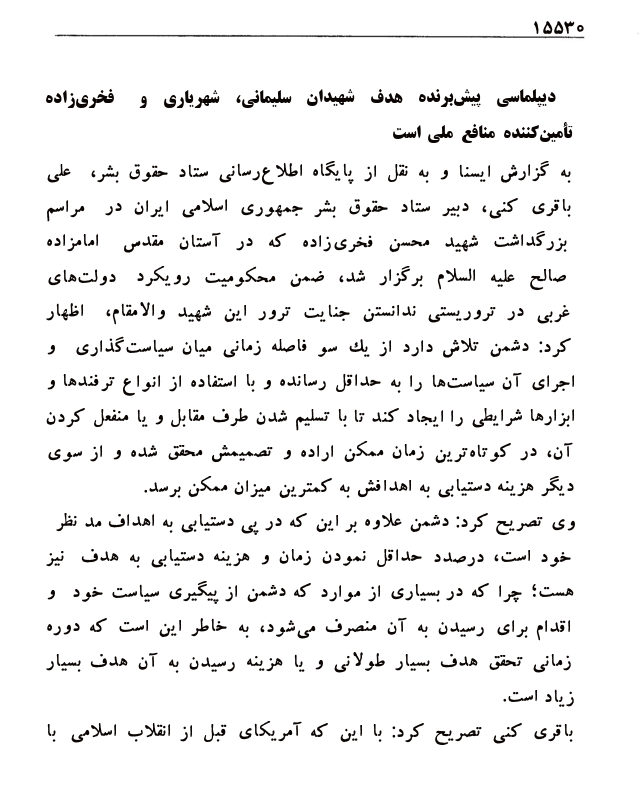 ۱۵۵۳۰
دیپلماسی پیش‌برنده هدف شهیدان سلیمانی، شهریاری و فخری‌زاده
تأمین‌کننده منافع ملی است
به گزارش ایسنا و به نقل از پایگاه اطلاع‌رسانی ستاد حقوق بشر، علی
باقری کنی، دبیر ستاد حقوق بشر جمهوری اسلامی ایران در مراسم
بزرگداشت شهید محسن فخری‌زاده که در آستان مقدس امامزاده
صالح علیه السلام برگزار شد، ضمن محکومیت رویکرد دولت‌های
غربی در تروریستی ندانستن جنایت ترور این شهید والامقام، اظهار
کرد: دشمن تلاش دارد از یك سو فاصله زمانی میان سیاست‌گذاری و
اجرای آن سیاست‌ها را به حداقل رسانده و با استفاده از انواع ترفندها و
ابزارها شرایطی را ایجاد کند تا با تسلیم شدن طرف مقابل و یا منفعل کردن
آن، در کوتاه‌ترین زمان ممکن اراده و تصمیمش محقق شده و از سوی
دیگر هزینه دستیابی به اهدافش به کمترین میزان ممکن برسد.
وی تصریح کرد: دشمن علاوه بر این که در پی دستیابی به اهداف مد نظر
خود است، درصدد حداقل نمودن زمان و هزینه دستیابی به هدف نیز
هست؛ چرا که در بسیاری از موارد که دشمن از پیگیری سیاست خود و
اقدام برای رسیدن به آن منصرف می‌شود، به خاطر این است که دوره
زمانی تحقق هدف بسیار طولانی و یا هزینه رسیدن به آن هدف بسیار
زیاد است.
باقری کنی تصریح کرد: با این که آمریکای قبل از انقلاب اسلامی با